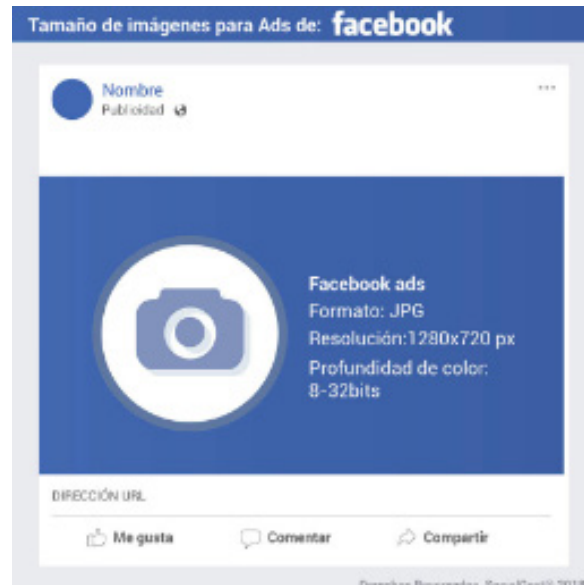 Tamaño de imágenes para Ads de: facebook
Nombre
Publicidad
Facebook ads
Formato: JPG
Resolución:1280x720 px
Profundidad de color:
8-32bits
DIRECCIÓN URL
Me gusta
Comentar
Compartir